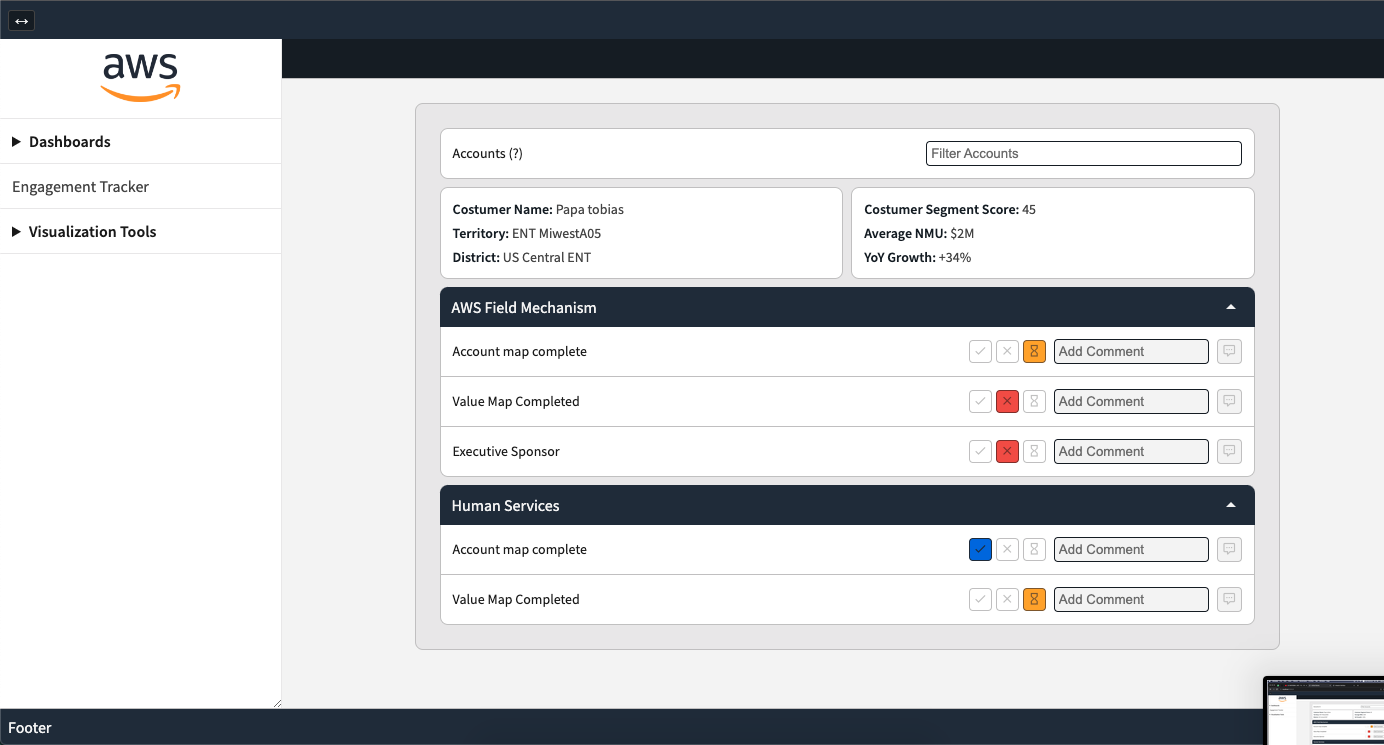 aws
Dashboards
Engagement Tracker
Visualization Tools
Accounts (?)
Filter Accounts
Costumer Name: Papa tobias
Territory: ENT MiwestA05
District: US Central ENT
Costumer Segment Score: 45
Average NMU: $2M
YoY Growth: +34%
AWS Field Mechanism
Account map complete
Add Comment
Value Map Completed
Add Comment
Executive Sponsor
Add Comment
Human Services
Account map complete
Add Comment
Value Map Completed
Add Comment
Footer